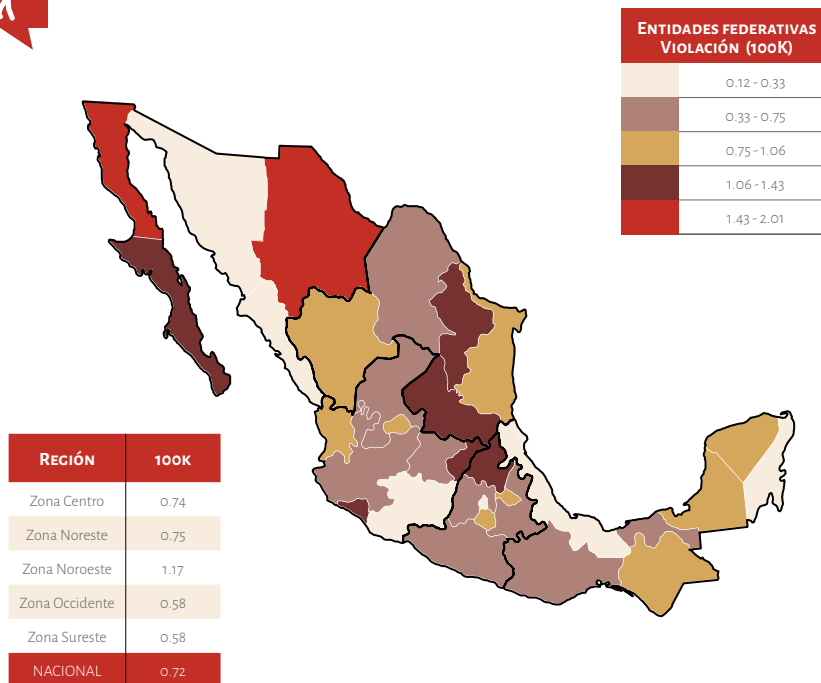 ENTIDADES FEDERATIVAS
VIOLACIÓN (100K)
0.12 - 0.33
0.33 - 0.75
0.75 - 1.06
1.06 - 1.43
1.43 - 2.01
REGIÓN 100K
Zona Centro 0.74
Zona Noreste 0.75
Zona Noroeste 1.17
Zona Occidente 0.58
Zona Sureste 0.58
NACIONAL 0.72